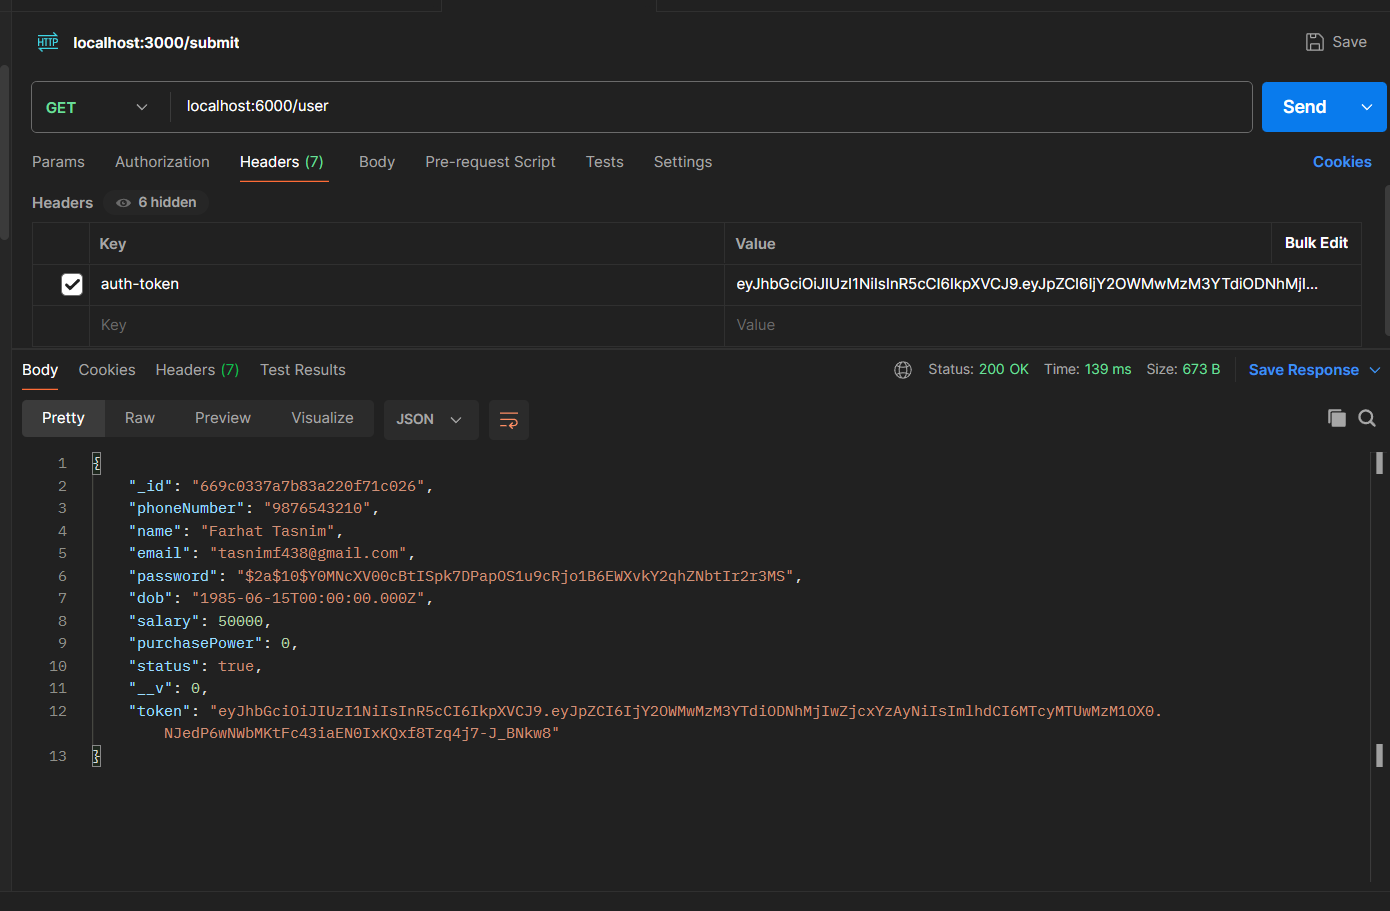 HTTP localhost:3000/submit Save
GET localhost:6000/user Send
Params Authorization Headers (7) Body Pre-request Script Tests Settings Cookies
Headers 6 hidden
Key Value Bulk Edit
auth-token eyJhbGciOiJIUzI1NiIsInR5cCI6IkpXVCJ9.eyJpZCI6IjY2OWMwMzM3YTdiODNhMjI...
Key Value
Body Cookies Headers (7) Test Results Status: 200 OK Time: 139 ms Size: 673 B Save Response
Pretty Raw Preview Visualize JSON
1 {
2 "_id": "669c0337a7b83a220f71c026",
3 "phoneNumber": "9876543210",
4 "name": "Farhat Tasnim",
5 "email": "tasnimf438@gmail.com",
6 "password": "$2a$10$Y0MNcXV00cBtISpk7DPapOS1u9cRjo1B6EWXvkY2qhZNbtIr2r3MS",
7 "dob": "1985-06-15T00:00:00.000Z",
8 "salary": 50000,
9 "purchasePower": 0,
10 "status": true,
11 "__v": 0,
12 "token": "eyJhbGciOiJIUzI1NiIsInR5cCI6IkpXVCJ9.eyJpZCI6IjY2OWMwMzM3YTdiODNhMjIwZjcxYzAyNiIsImlhdCI6MTcyMTUwMzM1OX0.
NJedP6wNWbMKtFc43iaEN0IxKQxf8Tzq4j7-J_BNkw8"
13 }